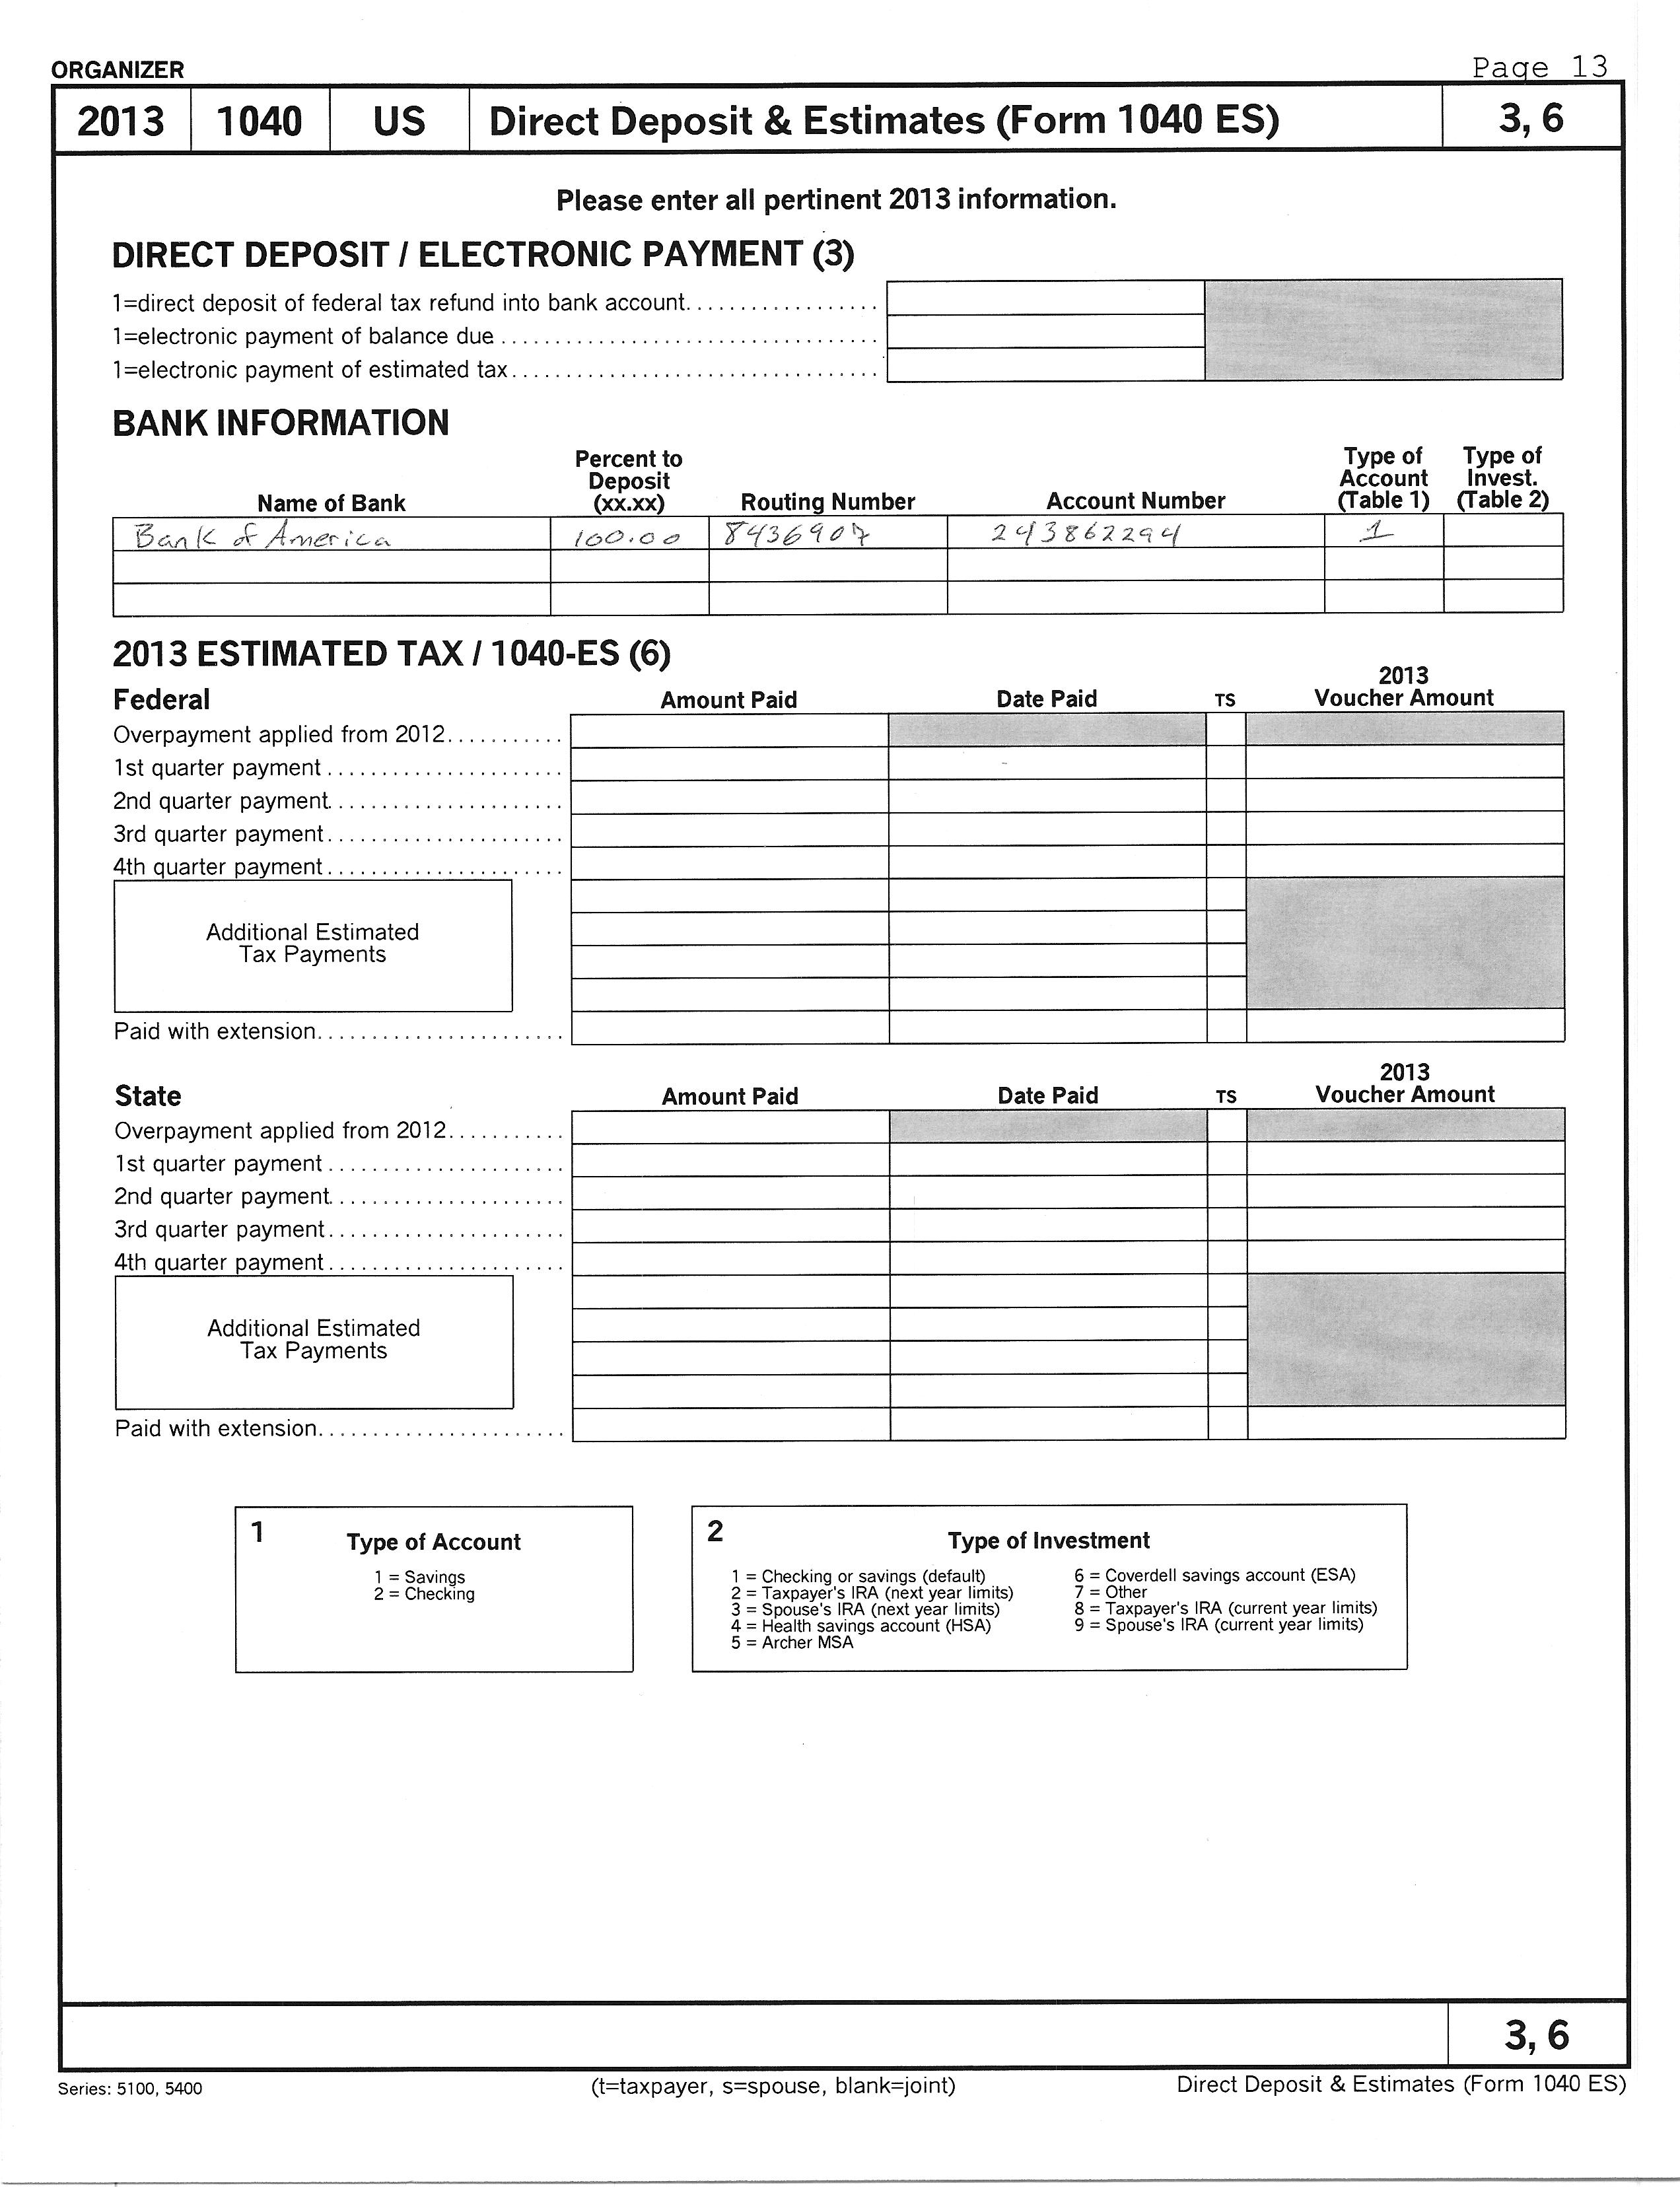 ORGANIZER Page 13
2013 1040 US Direct Deposit & Estimates (Form 1040 ES) 3, 6
Please enter all pertinent 2013 information.
DIRECT DEPOSIT / ELECTRONIC PAYMENT (3)
1=direct deposit of federal tax refund into bank account.................
1=electronic payment of balance due...................................
1=electronic payment of estimated tax..................................
BANK INFORMATION
Percent to Type of Type of
Deposit Account Invest.
Name of Bank (xx.xx) Routing Number Account Number (Table 1) (Table 2)
Bank of America 100.00 8436907 243862294 1
2013 ESTIMATED TAX / 1040-ES (6)
2013
Federal Amount Paid Date Paid TS Voucher Amount
Overpayment applied from 2012...........
1st quarter payment......................
2nd quarter payment......................
3rd quarter payment......................
4th quarter payment......................
Additional Estimated
Tax Payments
Paid with extension.......................
2013
State Amount Paid Date Paid TS Voucher Amount
Overpayment applied from 2012...........
1st quarter payment......................
2nd quarter payment......................
3rd quarter payment......................
4th quarter payment......................
Additional Estimated
Tax Payments
Paid with extension.......................
1 Type of Account
1 = Savings
2 = Checking
2 Type of Investment
1 = Checking or savings (default) 6 = Coverdell savings account (ESA)
2 = Taxpayer's IRA (next year limits) 7 = Other
3 = Spouse's IRA (next year limits) 8 = Taxpayer's IRA (current year limits)
4 = Health savings account (HSA) 9 = Spouse's IRA (current year limits)
5 = Archer MSA
3, 6
Series: 5100, 5400 (t=taxpayer, s=spouse, blank=joint) Direct Deposit & Estimates (Form 1040 ES)